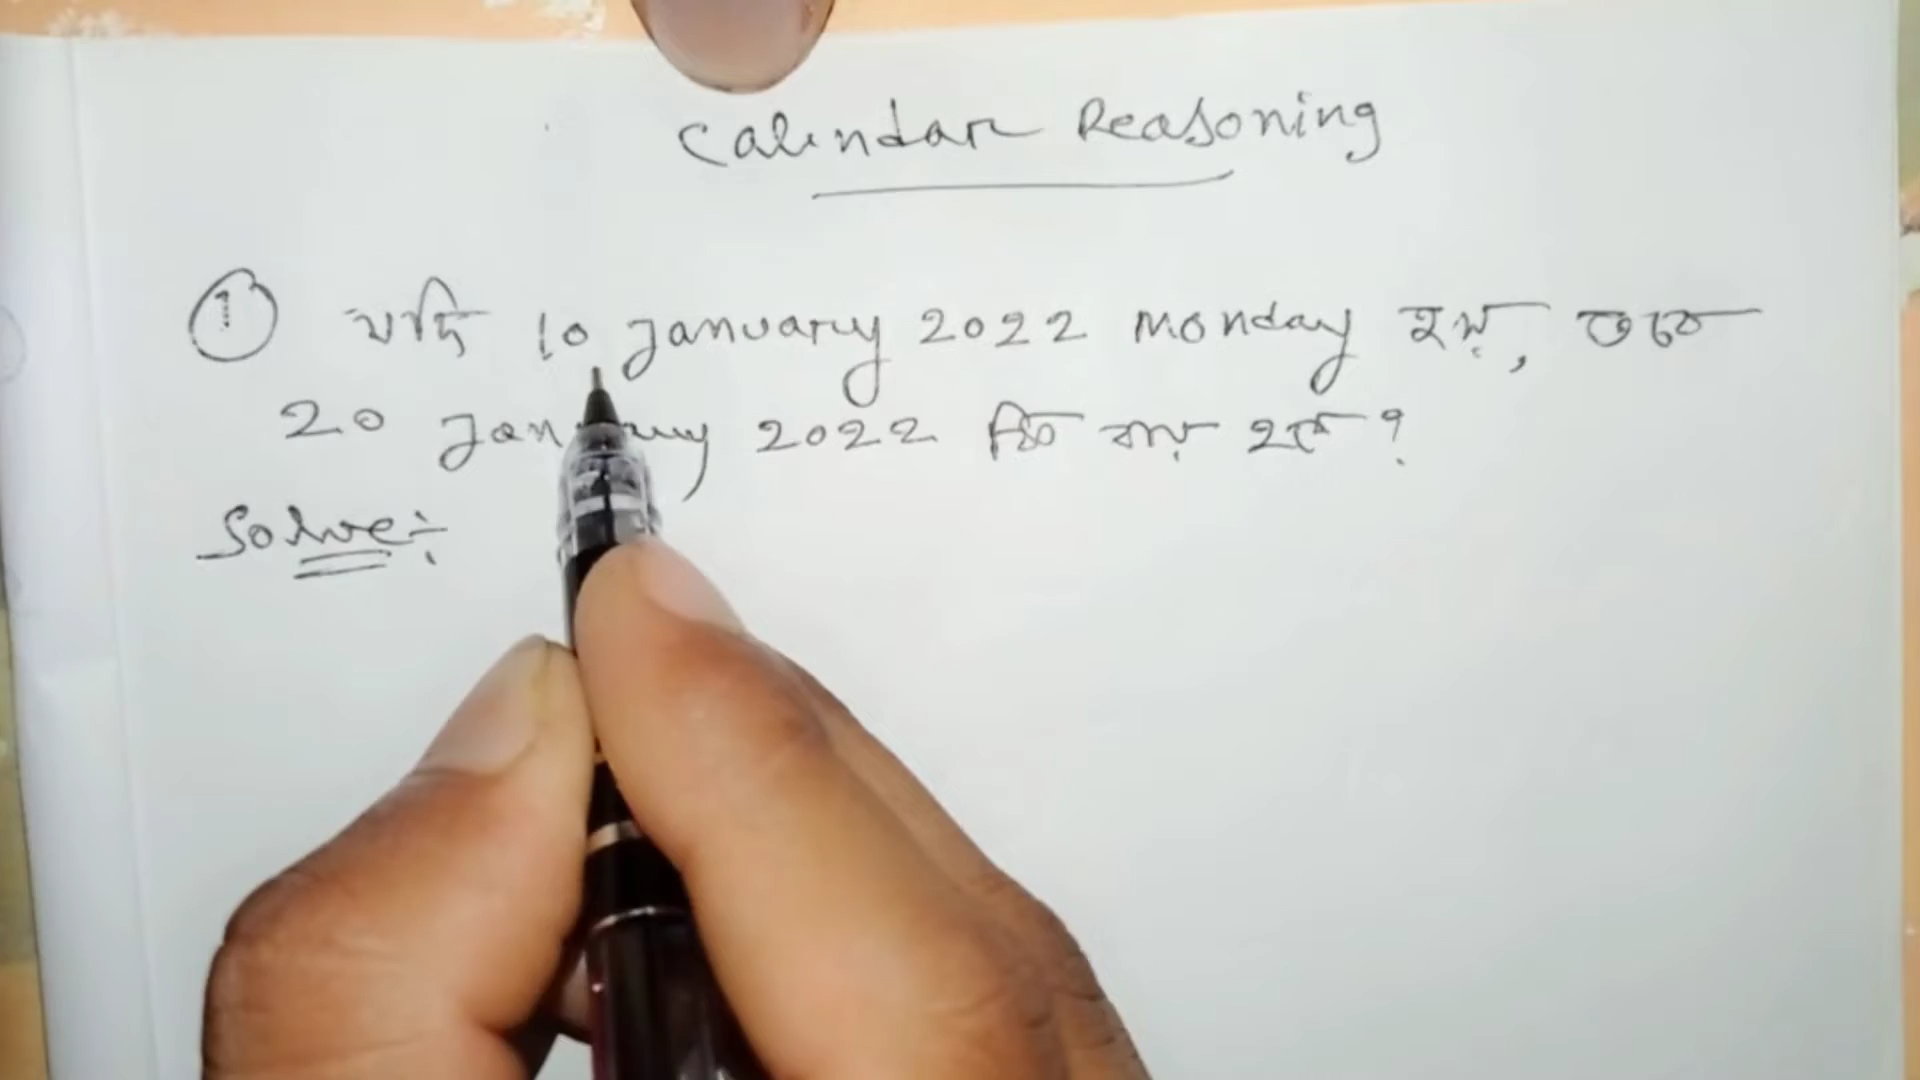 Calendar Reasoning
① যদি 10 January 2022 Monday হয়, তবে
20 January 2022 কি বার হবে?
Solve: